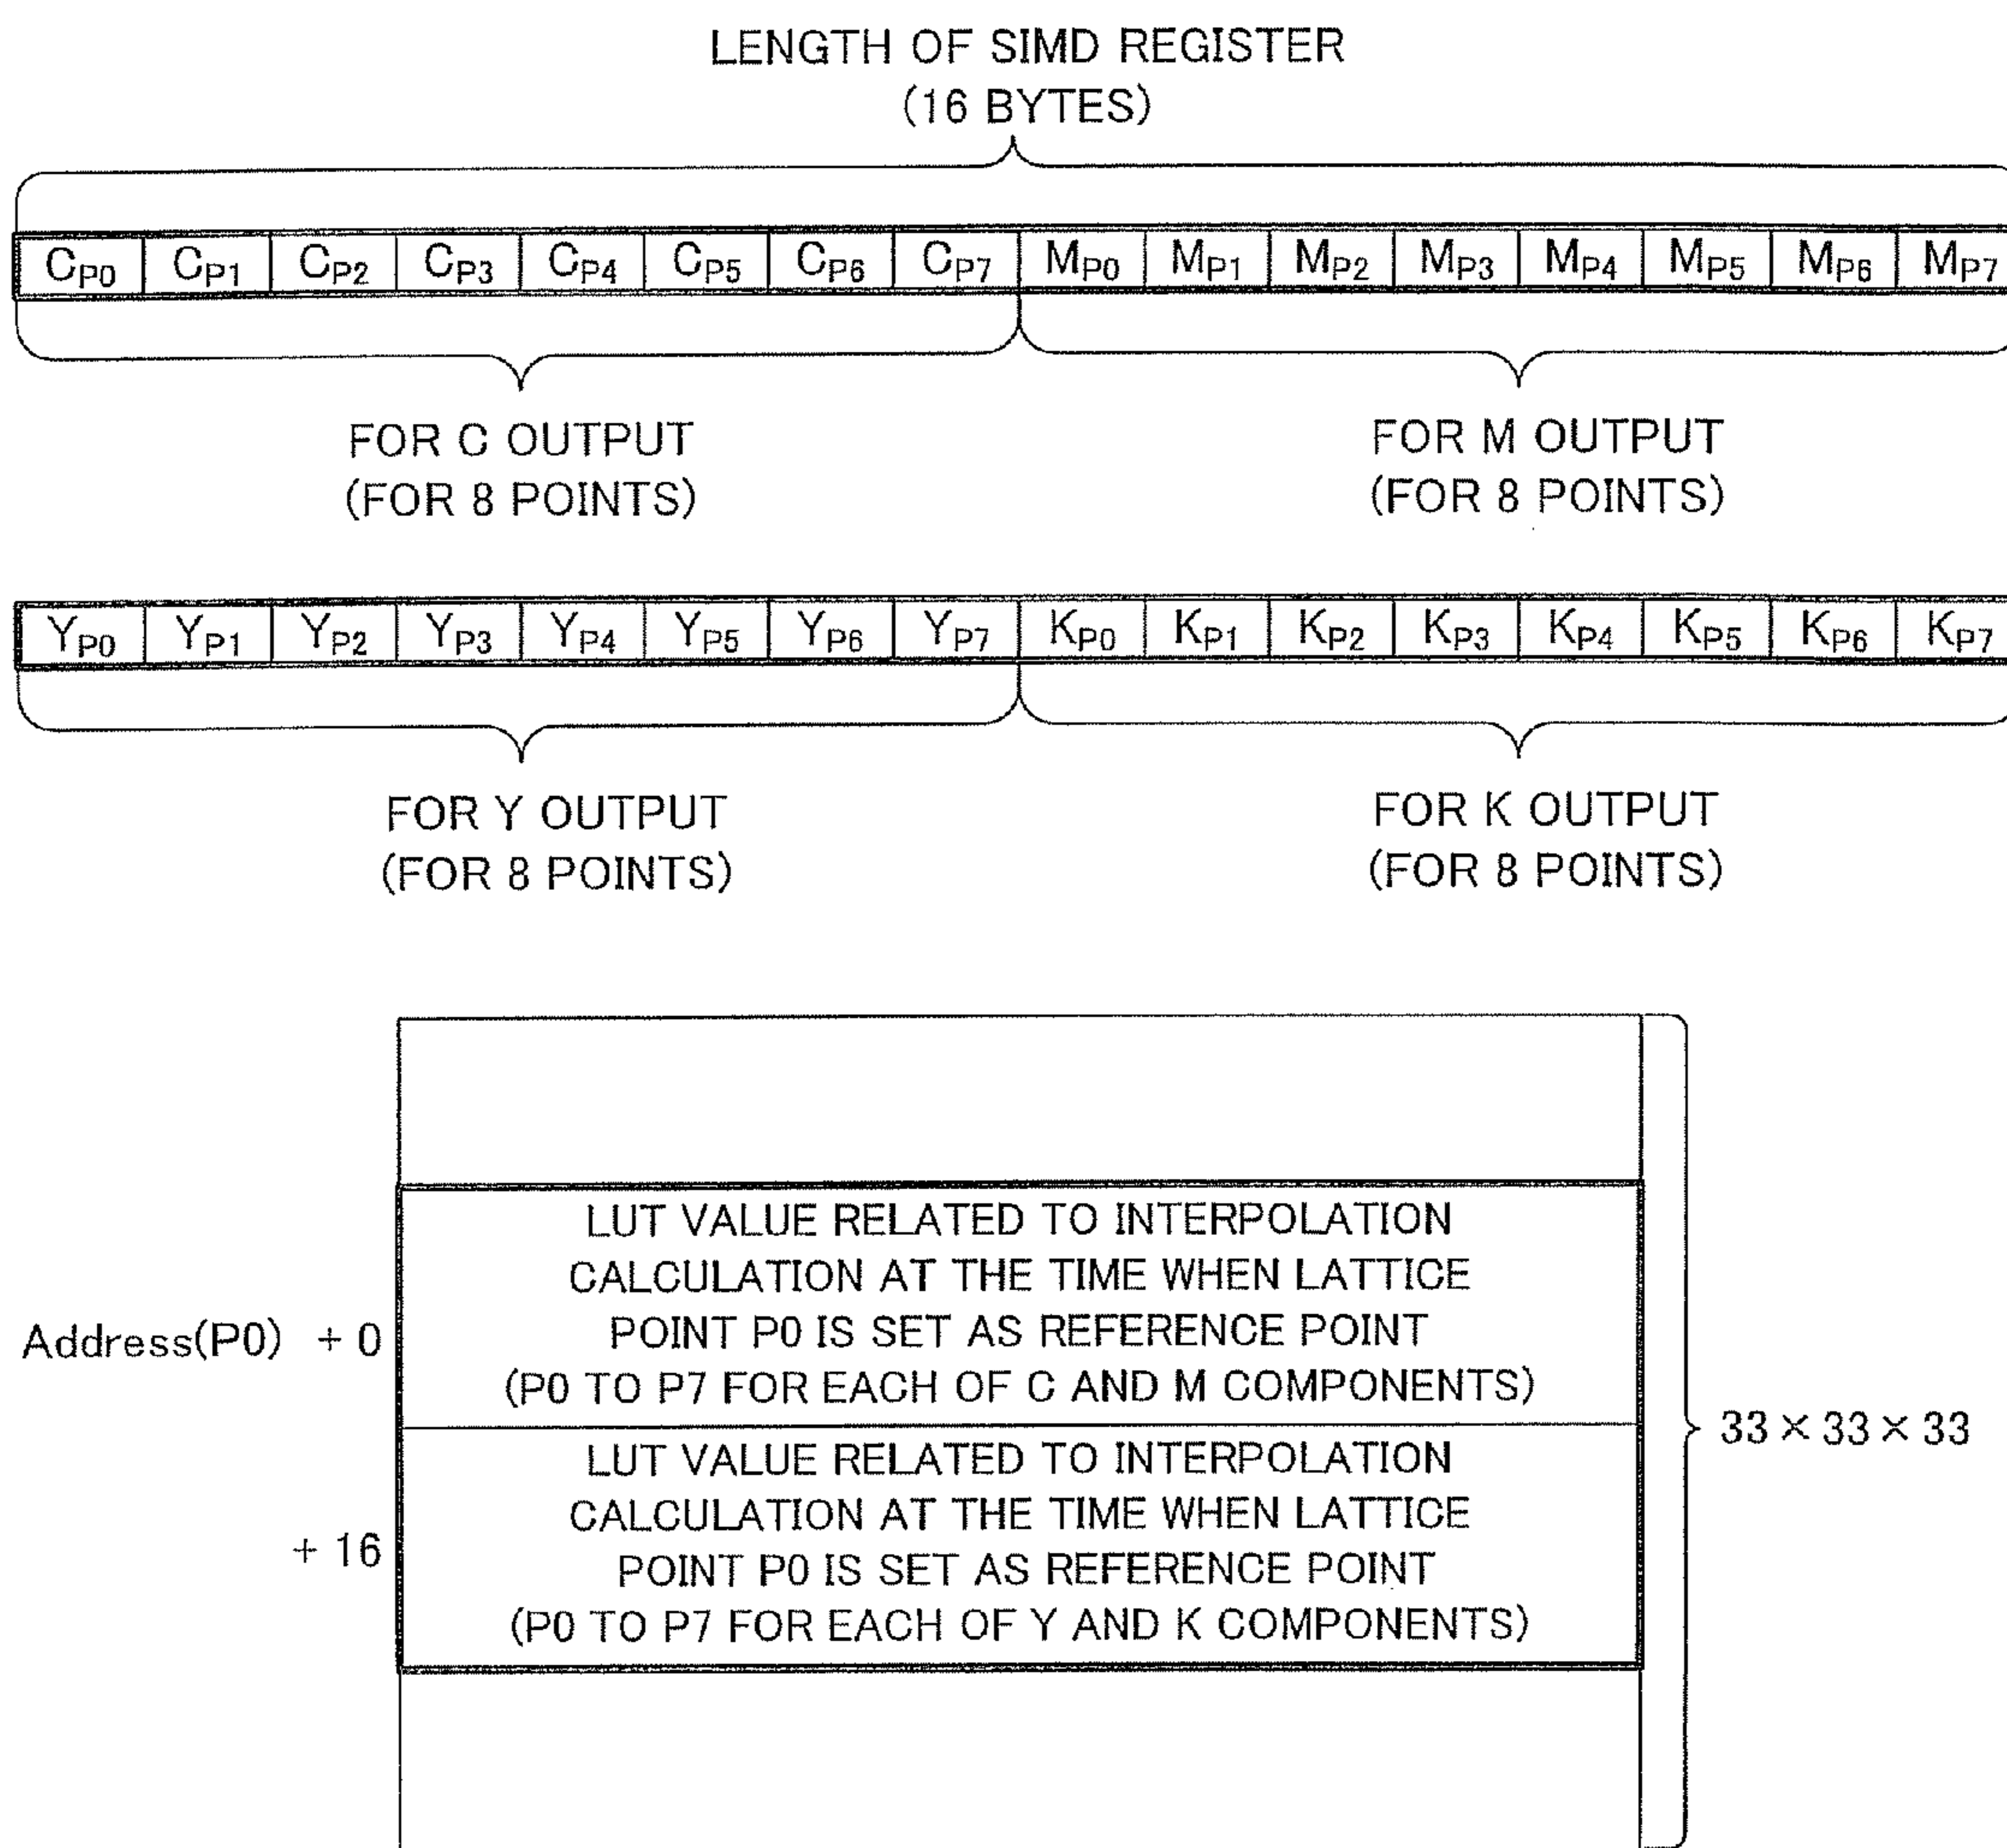 LENGTH OF SIMD REGISTER
(16 BYTES)
CP0 CP1 CP2 CP3 CP4 CP5 CP6 CP7 MP0 MP1 MP2 MP3 MP4 MP5 MP6 MP7
FOR C OUTPUT
(FOR 8 POINTS)
FOR M OUTPUT
(FOR 8 POINTS)
YP0 YP1 YP2 YP3 YP4 YP5 YP6 YP7 KP0 KP1 KP2 KP3 KP4 KP5 KP6 KP7
FOR Y OUTPUT
(FOR 8 POINTS)
FOR K OUTPUT
(FOR 8 POINTS)
Address(P0) + 0
LUT VALUE RELATED TO INTERPOLATION
CALCULATION AT THE TIME WHEN LATTICE
POINT P0 IS SET AS REFERENCE POINT
(P0 TO P7 FOR EACH OF C AND M COMPONENTS)
+ 16
LUT VALUE RELATED TO INTERPOLATION
CALCULATION AT THE TIME WHEN LATTICE
POINT P0 IS SET AS REFERENCE POINT
(P0 TO P7 FOR EACH OF Y AND K COMPONENTS)
33 × 33 × 33